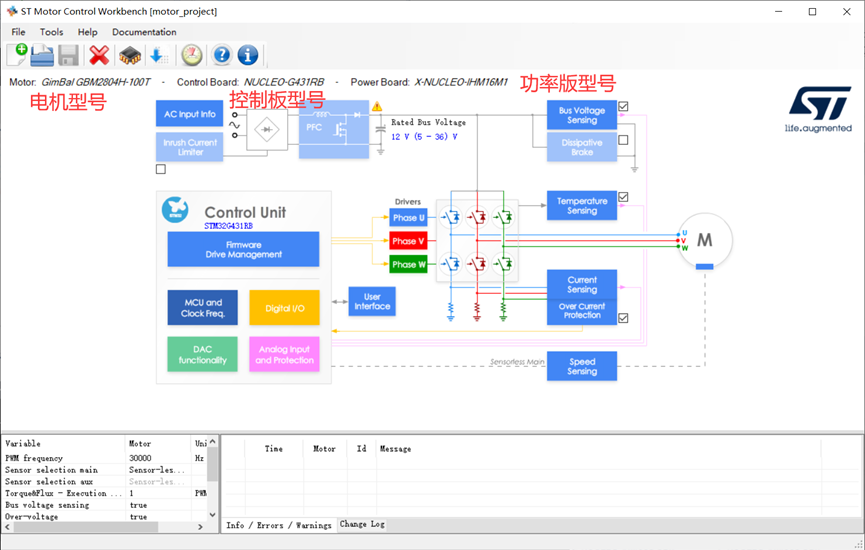 ST Motor Control Workbench [motor_project]
File Tools Help Documentation
Motor: GimBal GBM2804H-100T - Control Board: NUCLEO-G431RB - Power Board: X-NUCLEO-IHM16M1
电机型号
控制板型号
功率版型号
AC Input Info
Inrush Current
Limiter
PFC
Rated Bus Voltage
12 V (5 – 36) V
Bus Voltage
Sensing
Dissipative
Brake
ST
life.augmented
Control Unit
STM32G431RB
Firmware
Drive Management
MCU and
Clock Freq.
Digital I/O
DAC
functionality
Analog Input
and Protection
User
Interface
Drivers
Phase U
Phase V
Phase W
Temperature
Sensing
U
V
W
M
Current
Sensing
Over Current
Protection
Sensorless Main
Speed
Sensing
Variable Motor Uni
PWM frequency 30000 Hz
Sensor selection main Sensor-les...
Sensor selection aux Sensor-les...
Torque&Flux - Execution ... 1 PWM
Bus voltage sensing true
Over-voltage true
Time Motor Id Message
Info / Errors / Warnings Change Log